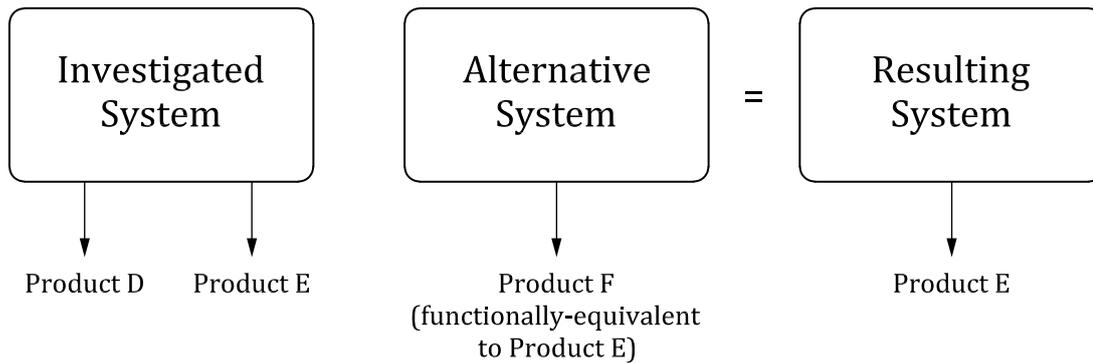 Investigated
System
Alternative
System
=
Resulting
System
Product D
Product E
Product F
(functionally-equivalent
to Product E)
Product E